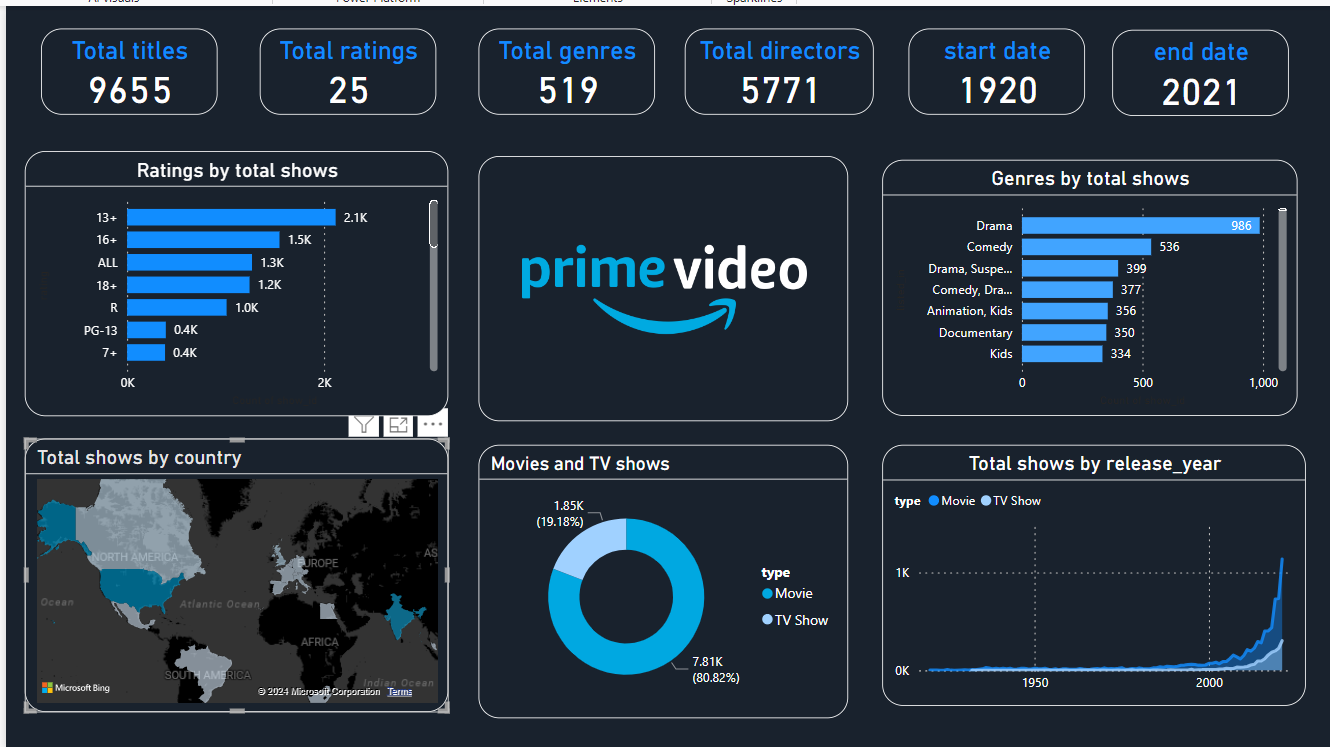 AI visuals Power Platform Elements Sparklines
Total titles
9655
Total ratings
25
Total genres
519
Total directors
5771
start date
1920
end date
2021
Ratings by total shows
13+ 2.1K
16+ 1.5K
ALL 1.3K
18+ 1.2K
R 1.0K
PG-13 0.4K
7+ 0.4K
0K 2K
prime video
Genres by total shows
Drama 986
Comedy 536
Drama, Suspe... 399
Comedy, Dra... 377
Animation, Kids 356
Documentary 350
Kids 334
0 500 1,000
Total shows by country
NORTH AMERICA
EUROPE
AS
Ocean
Atlantic Ocean
AFRICA
SOUTH AMERICA
Indian Ocean
Microsoft Bing
© 2024 Microsoft Corporation Terms
Movies and TV shows
1.85K
(19.18%)
type
Movie
TV Show
7.81K
(80.82%)
Total shows by release_year
type Movie TV Show
1K
0K
1950 2000